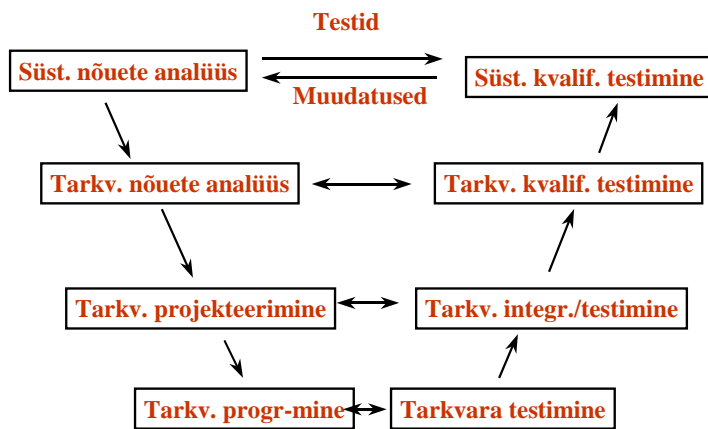 Testid
Süst. nõuete analüüs
Süst. kvalif. testimine
Muudatused
Tarkv. nõuete analüüs
Tarkv. kvalif. testimine
Tarkv. projekteerimine
Tarkv. integr./testimine
Tarkv. progr-mine
Tarkvara testimine